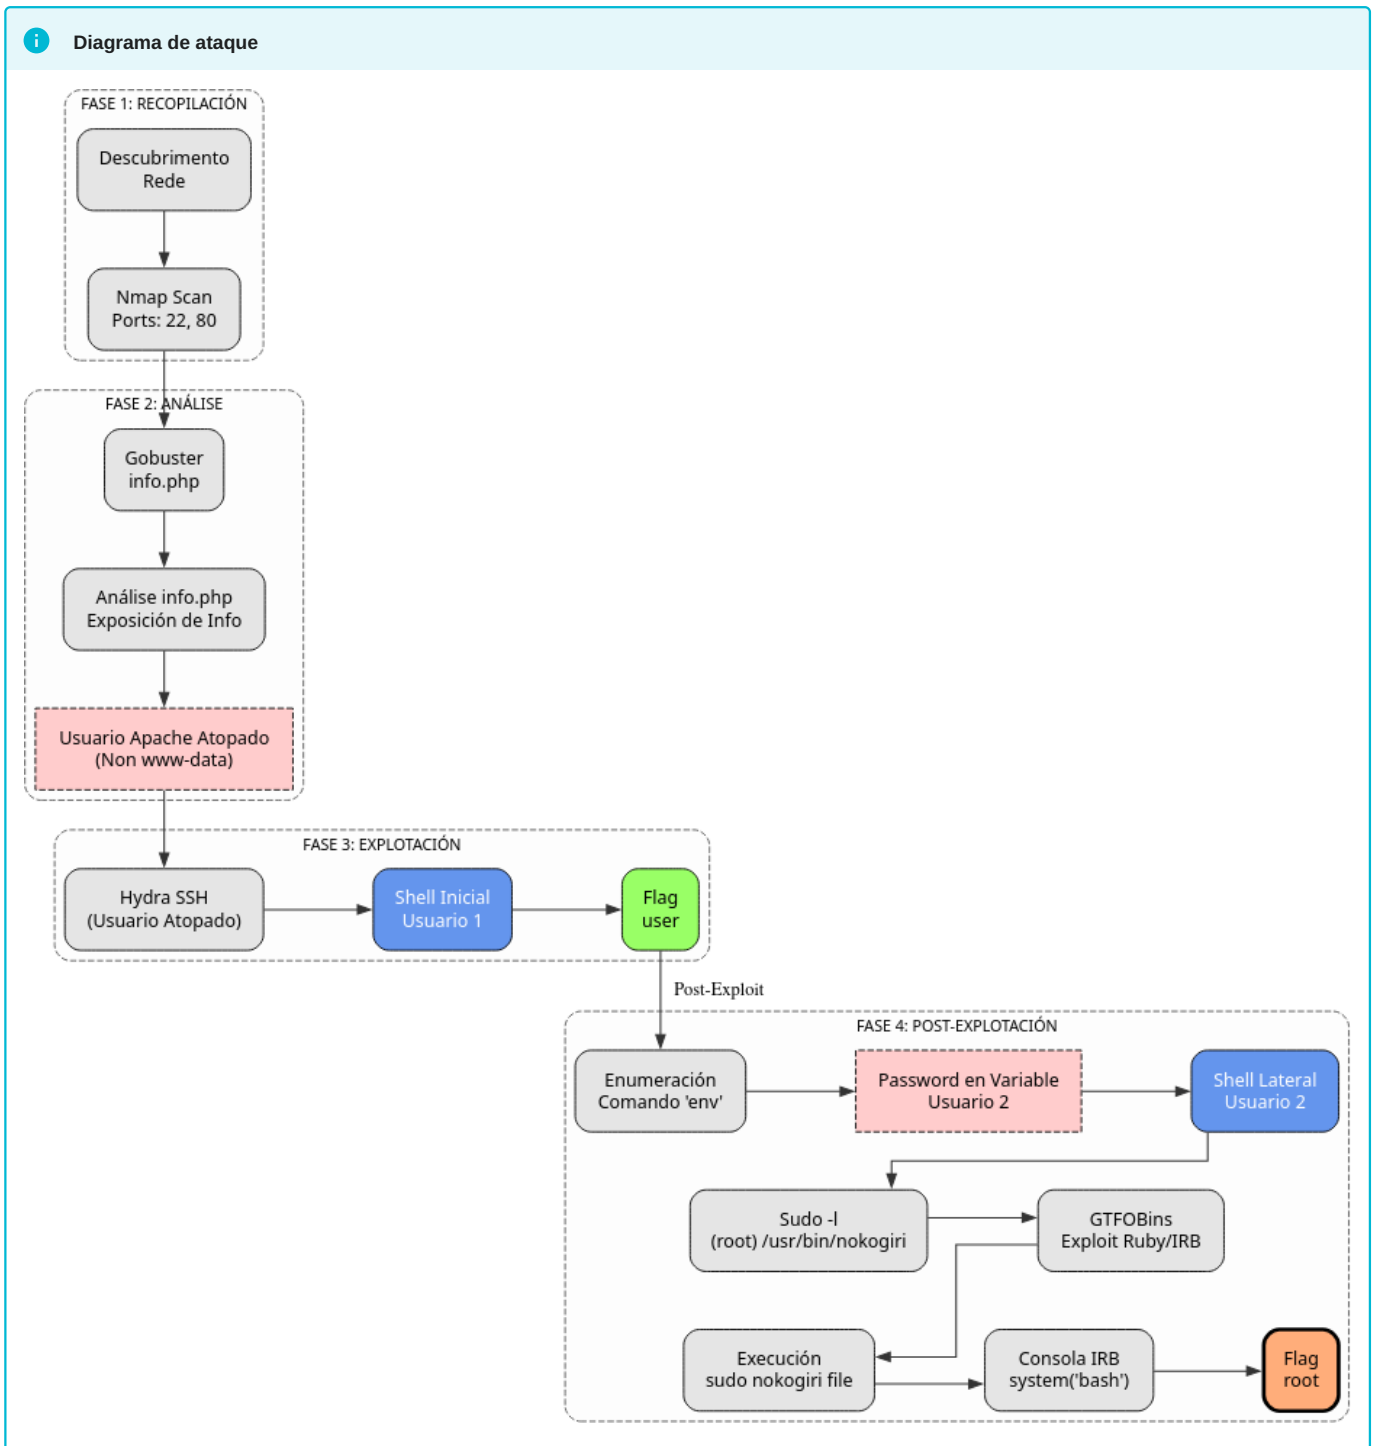 Diagrama de ataque
FASE 1: RECOPILACIÓN
Descubrimento
Rede
Nmap Scan
Ports: 22, 80
FASE 2: ANÁLISE
Gobuster
info.php
Análise info.php
Exposición de Info
Usuario Apache Atopado
(Non www-data)
FASE 3: EXPLOTACIÓN
Hydra SSH
(Usuario Atopado)
Shell Inicial
Usuario 1
Flag
user
Post-Exploit
FASE 4: POST-EXPLOTACIÓN
Enumeración
Comando 'env'
Password en Variable
Usuario 2
Shell Lateral
Usuario 2
Sudo -l
(root) /usr/bin/nokogiri
GTFOBins
Exploit Ruby/IRB
Execución
sudo nokogiri file
Consola IRB
system('bash')
Flag
root